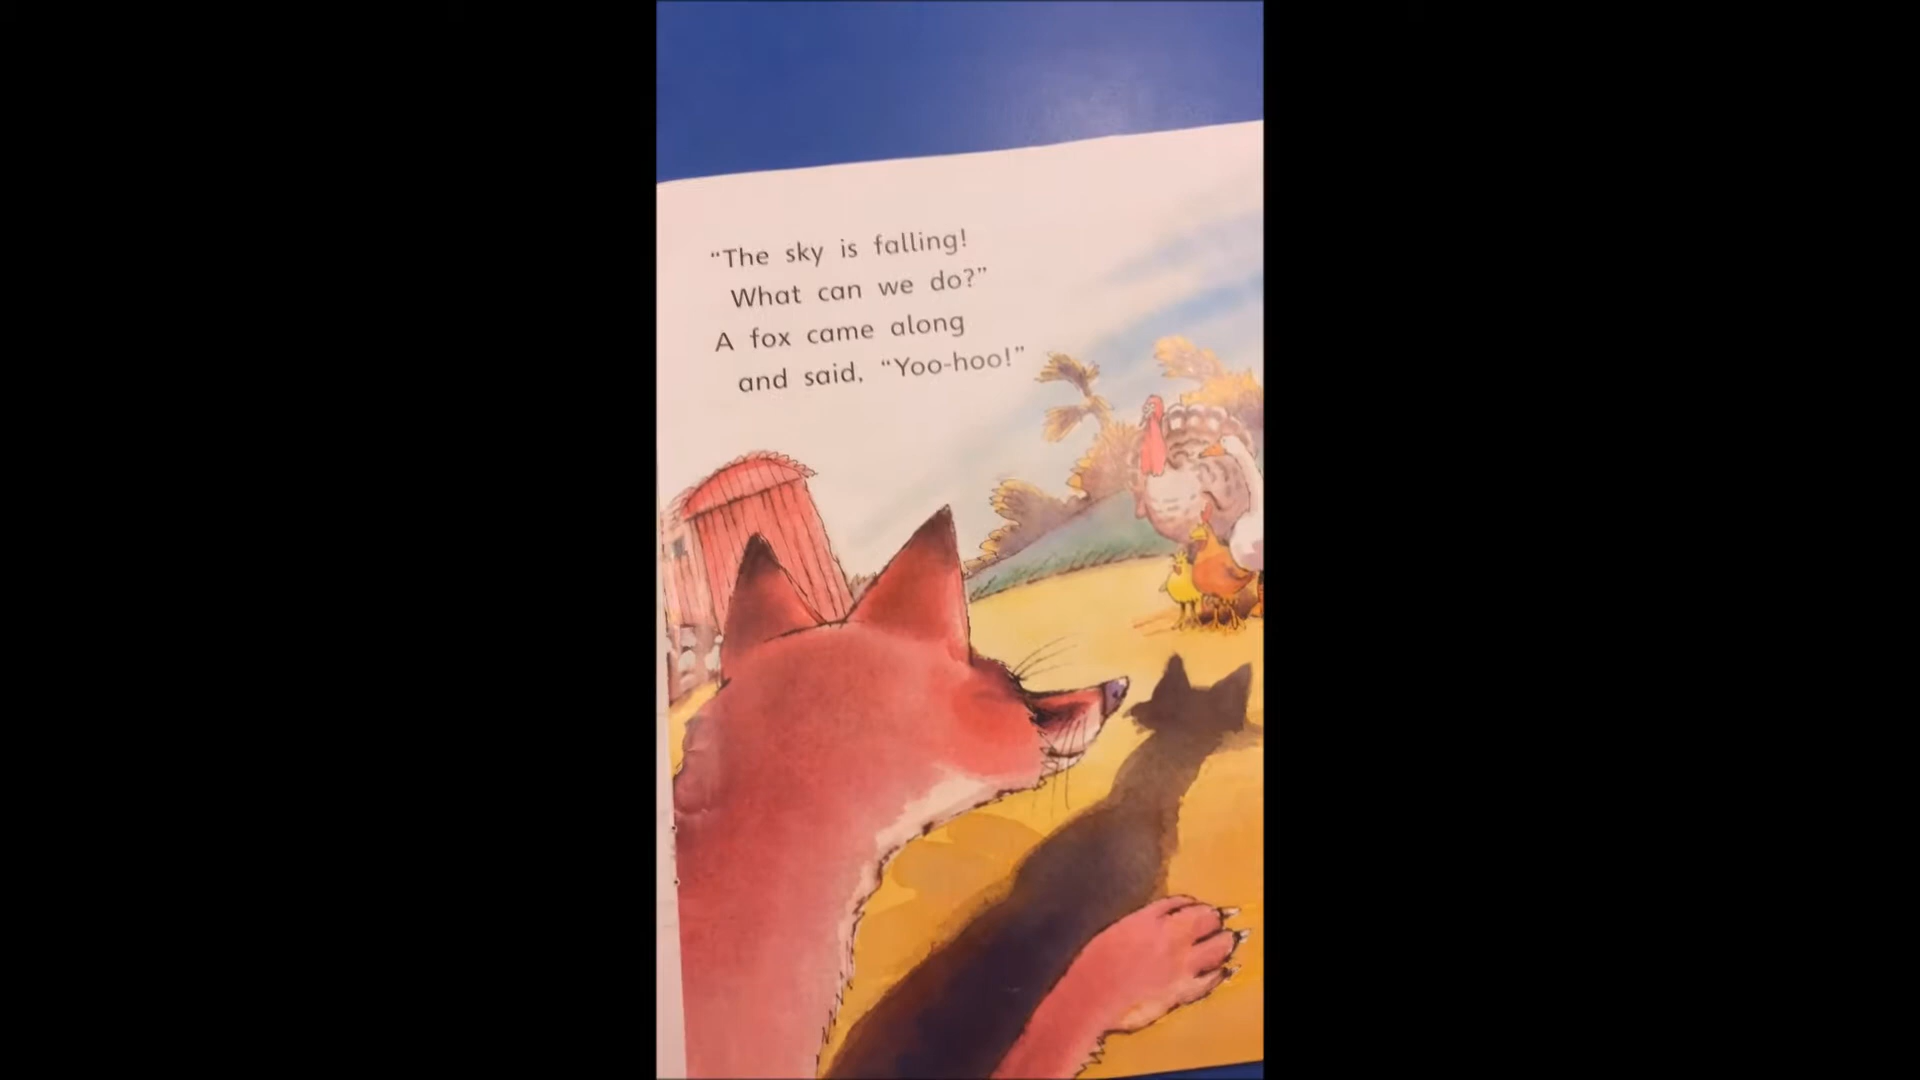 “The sky is falling!
What can we do?”
A fox came along
and said, “Yoo-hoo!”